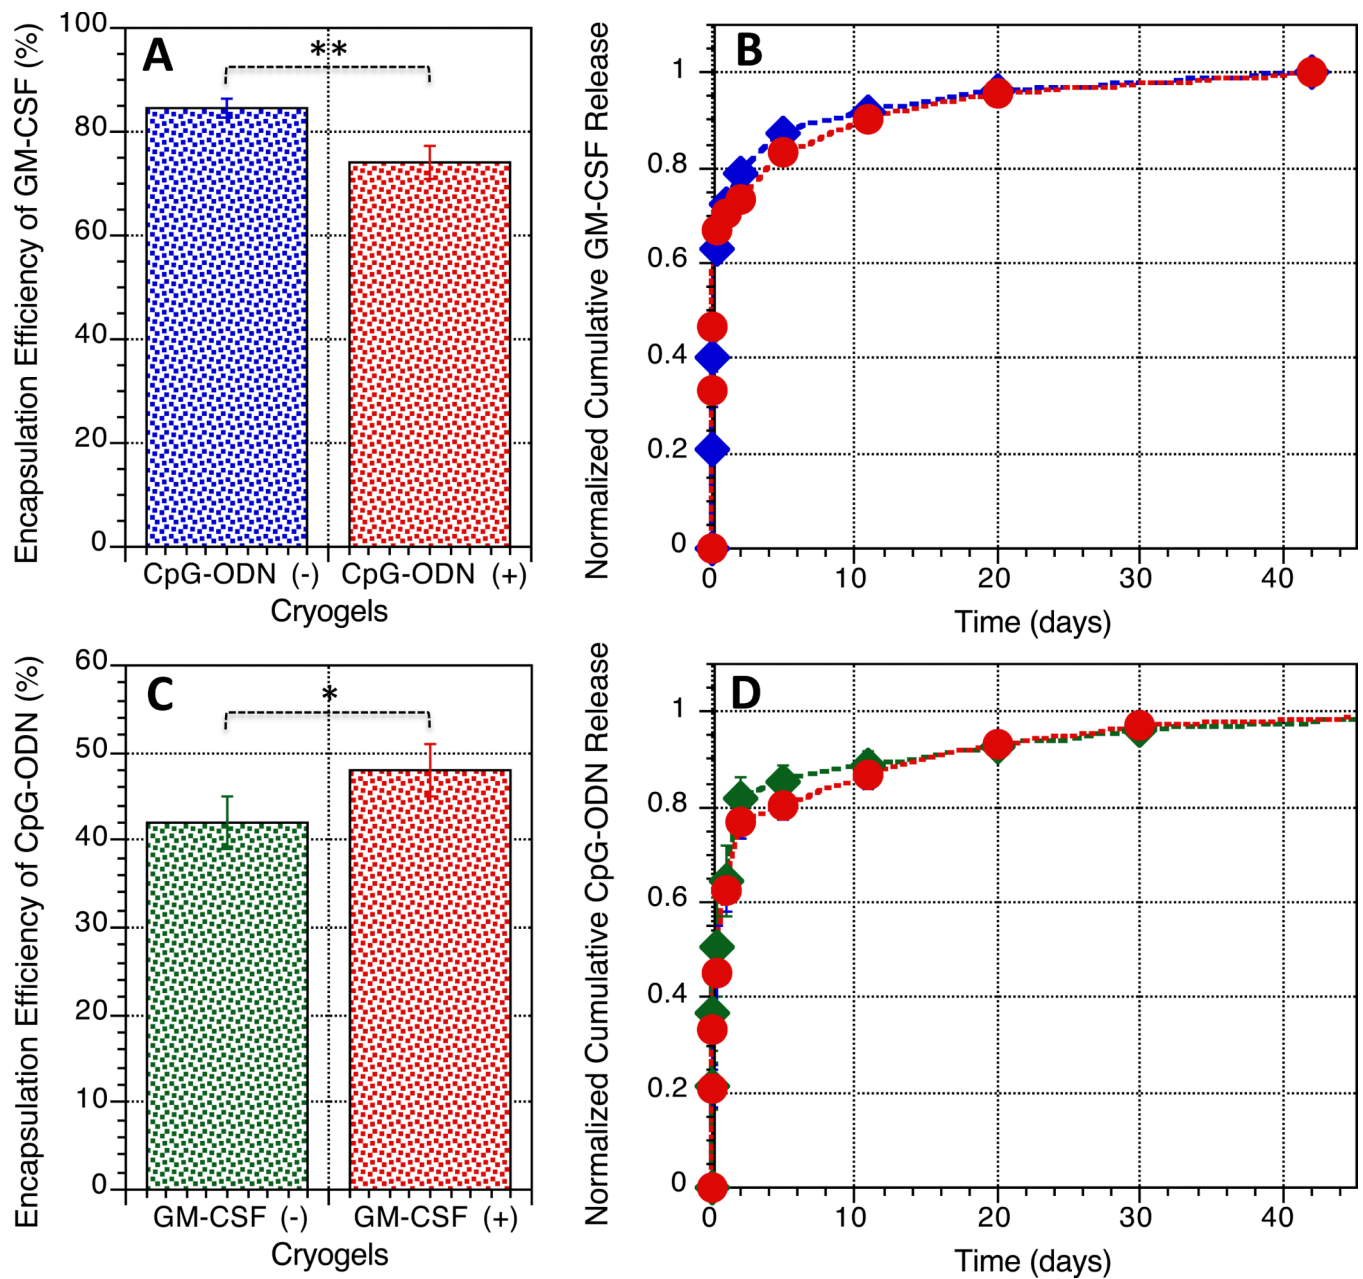 A
**
Encapsulation Efficiency of GM-CSF (%)
100
80
60
40
20
0
CpG-ODN (-) CpG-ODN (+)
Cryogels
B
Normalized Cumulative GM-CSF Release
1
0.8
0.6
0.4
0.2
0
0 10 20 30 40
Time (days)
C
*
Encapsulation Efficiency of CpG-ODN (%)
60
50
40
30
20
10
0
GM-CSF (-) GM-CSF (+)
Cryogels
D
Normalized Cumulative CpG-ODN Release
1
0.8
0.6
0.4
0.2
0
0 10 20 30 40
Time (days)